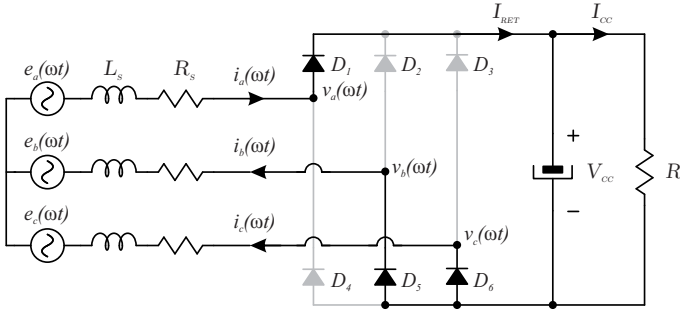 I_RET I_CC
e_a(ωt) L_s R_s i_a(ωt) D_1 D_2 D_3
v_a(ωt)
e_b(ωt) i_b(ωt) v_b(ωt) + V_CC R
e_c(ωt) i_c(ωt) v_c(ωt) −
D_4 D_5 D_6